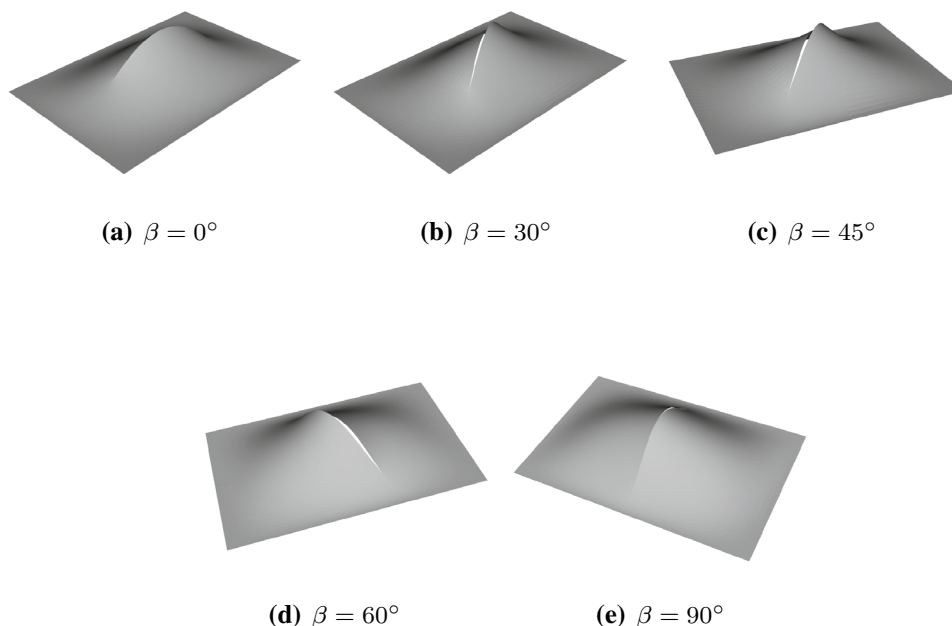 (a) β = 0°
(b) β = 30°
(c) β = 45°
(d) β = 60°
(e) β = 90°